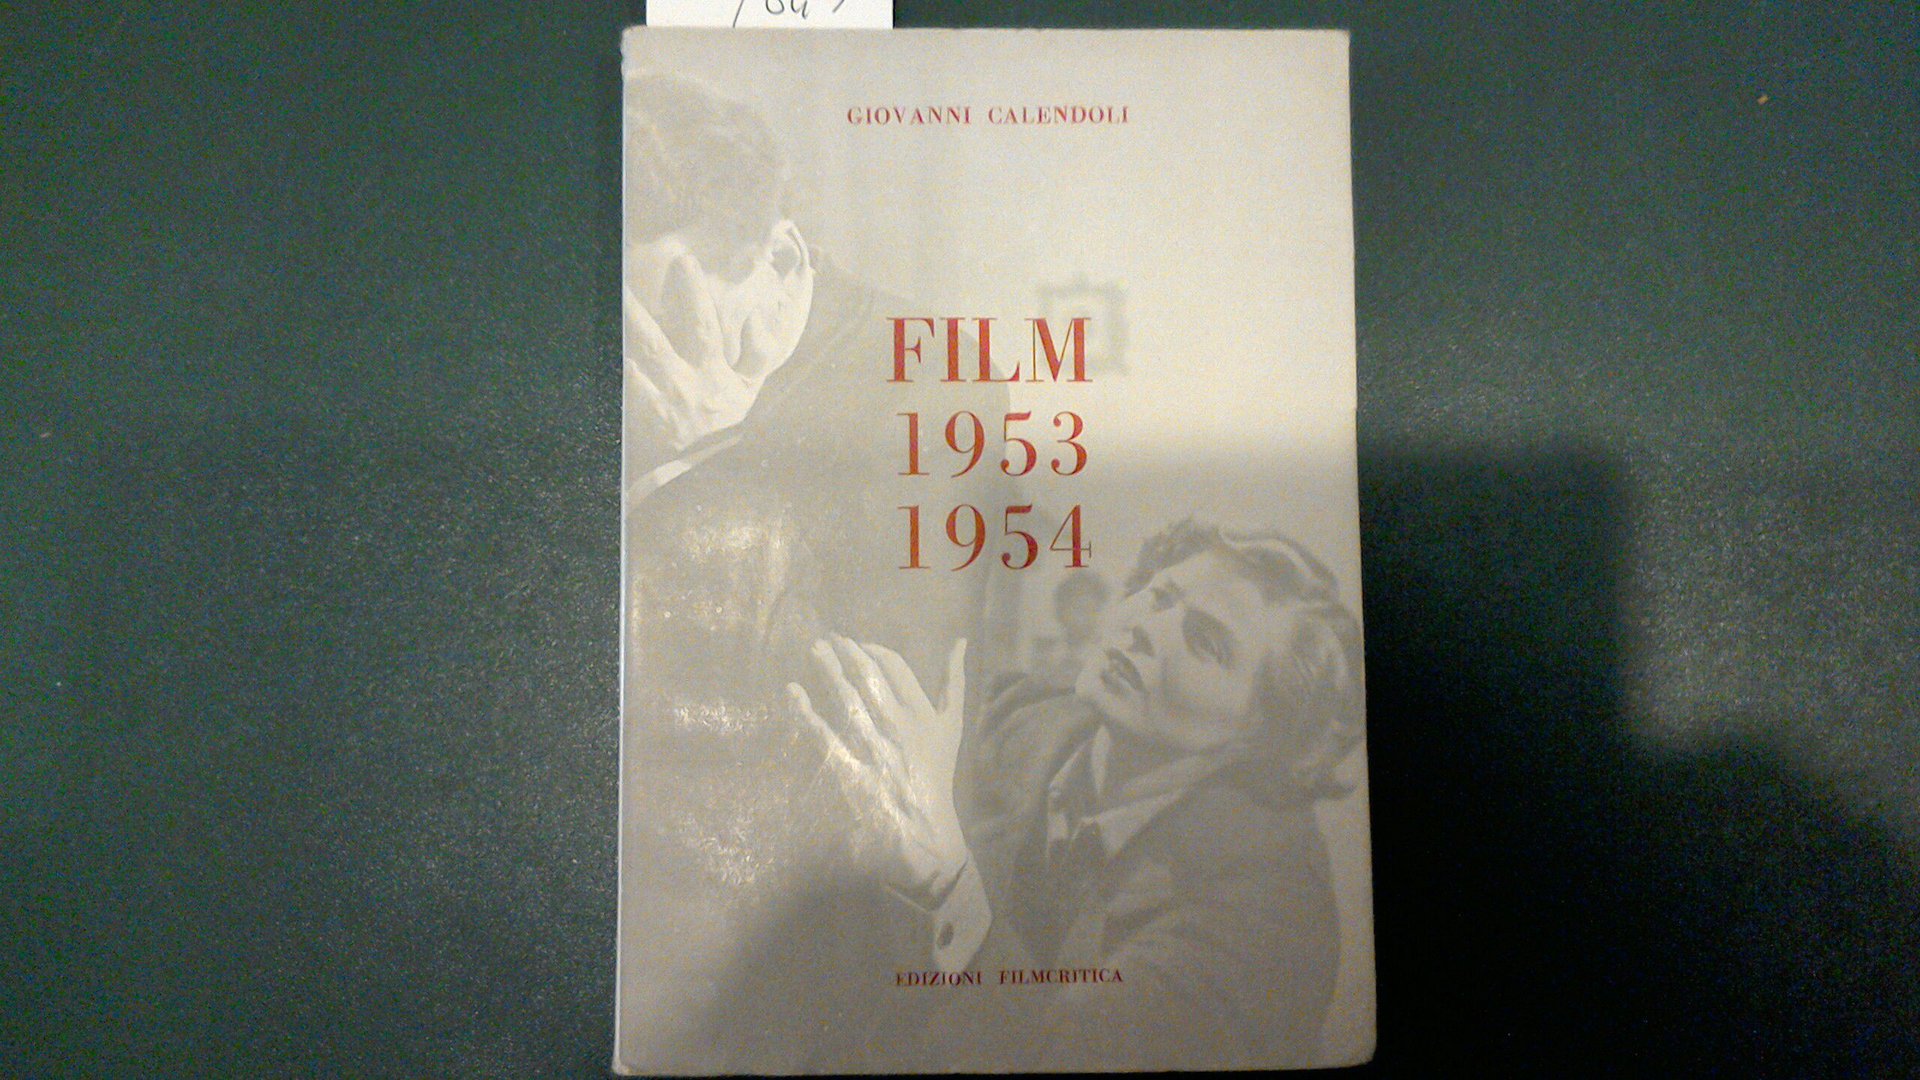 GIOVANNI CALENDOLI
FILM
1953
1954
EDIZIONI FILMCRITICA